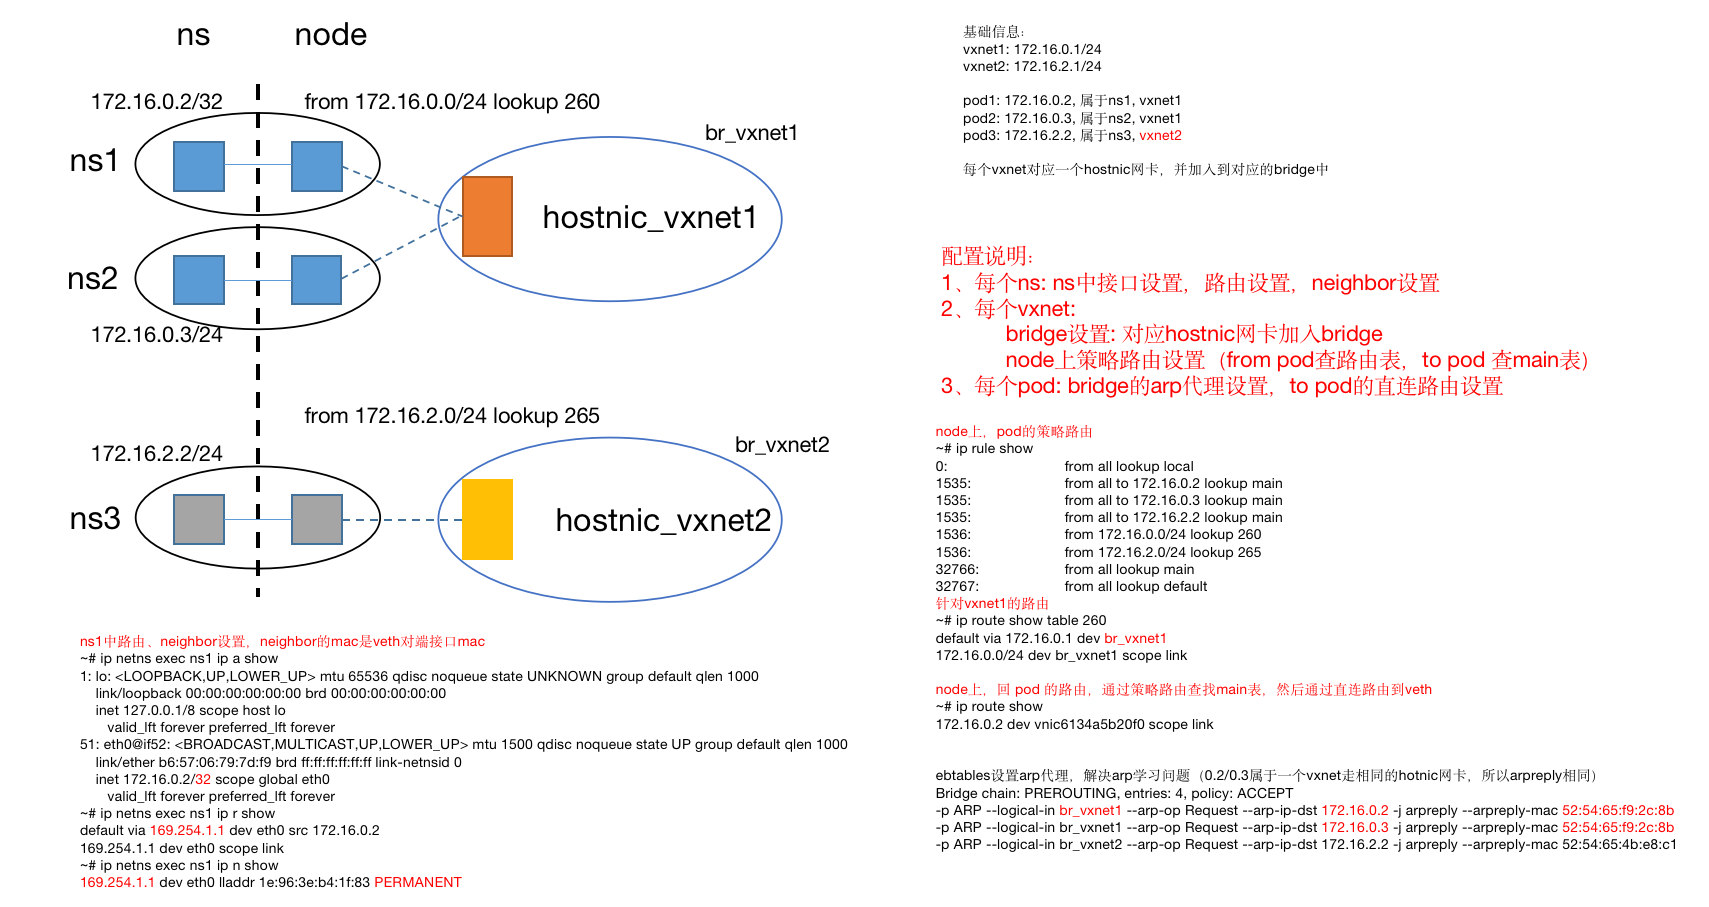 ns
node
172.16.0.2/32
from 172.16.0.0/24 lookup 260
br_vxnet1
ns1
hostnic_vxnet1
ns2
172.16.0.3/24
from 172.16.2.0/24 lookup 265
br_vxnet2
172.16.2.2/24
ns3
hostnic_vxnet2
ns1中路由、neighbor设置，neighbor的mac是veth对端接口mac
~# ip netns exec ns1 ip a show
1: lo: <LOOPBACK,UP,LOWER_UP> mtu 65536 qdisc noqueue state UNKNOWN group default qlen 1000
link/loopback 00:00:00:00:00:00 brd 00:00:00:00:00:00
inet 127.0.0.1/8 scope host lo
valid_lft forever preferred_lft forever
51: eth0@if52: <BROADCAST,MULTICAST,UP,LOWER_UP> mtu 1500 qdisc noqueue state UP group default qlen 1000
link/ether b6:57:06:79:7d:f9 brd ff:ff:ff:ff:ff:ff link-netnsid 0
inet 172.16.0.2/32 scope global eth0
valid_lft forever preferred_lft forever
~# ip netns exec ns1 ip r show
default via 169.254.1.1 dev eth0 src 172.16.0.2
169.254.1.1 dev eth0 scope link
~# ip netns exec ns1 ip n show
169.254.1.1 dev eth0 lladdr 1e:96:3e:b4:1f:83 PERMANENT
基础信息：
vxnet1: 172.16.0.1/24
vxnet2: 172.16.2.1/24
pod1: 172.16.0.2, 属于ns1, vxnet1
pod2: 172.16.0.3, 属于ns2, vxnet1
pod3: 172.16.2.2, 属于ns3, vxnet2
每个vxnet对应一个hostnic网卡，并加入到对应的bridge中
配置说明:
1、每个ns: ns中接口设置，路由设置，neighbor设置
2、每个vxnet:
bridge设置: 对应hostnic网卡加入bridge
node上策略路由设置（from pod查路由表，to pod 查main表）
3、每个pod: bridge的arp代理设置，to pod的直连路由设置
node上，pod的策略路由
~# ip rule show
0: from all lookup local
1535: from all to 172.16.0.2 lookup main
1535: from all to 172.16.0.3 lookup main
1535: from all to 172.16.2.2 lookup main
1536: from 172.16.0.0/24 lookup 260
1536: from 172.16.2.0/24 lookup 265
32766: from all lookup main
32767: from all lookup default
针对vxnet1的路由
~# ip route show table 260
default via 172.16.0.1 dev br_vxnet1
172.16.0.0/24 dev br_vxnet1 scope link
node上，回 pod 的路由，通过策略路由查找main表，然后通过直连路由到veth
~# ip route show
172.16.0.2 dev vnic6134a5b20f0 scope link
ebtables设置arp代理，解决arp学习问题（0.2/0.3属于一个vxnet走相同的hotnic网卡，所以arpreply相同）
Bridge chain: PREROUTING, entries: 4, policy: ACCEPT
-p ARP --logical-in br_vxnet1 --arp-op Request --arp-ip-dst 172.16.0.2 -j arpreply --arpreply-mac 52:54:65:f9:2c:8b
-p ARP --logical-in br_vxnet1 --arp-op Request --arp-ip-dst 172.16.0.3 -j arpreply --arpreply-mac 52:54:65:f9:2c:8b
-p ARP --logical-in br_vxnet2 --arp-op Request --arp-ip-dst 172.16.2.2 -j arpreply --arpreply-mac 52:54:65:4b:e8:c1